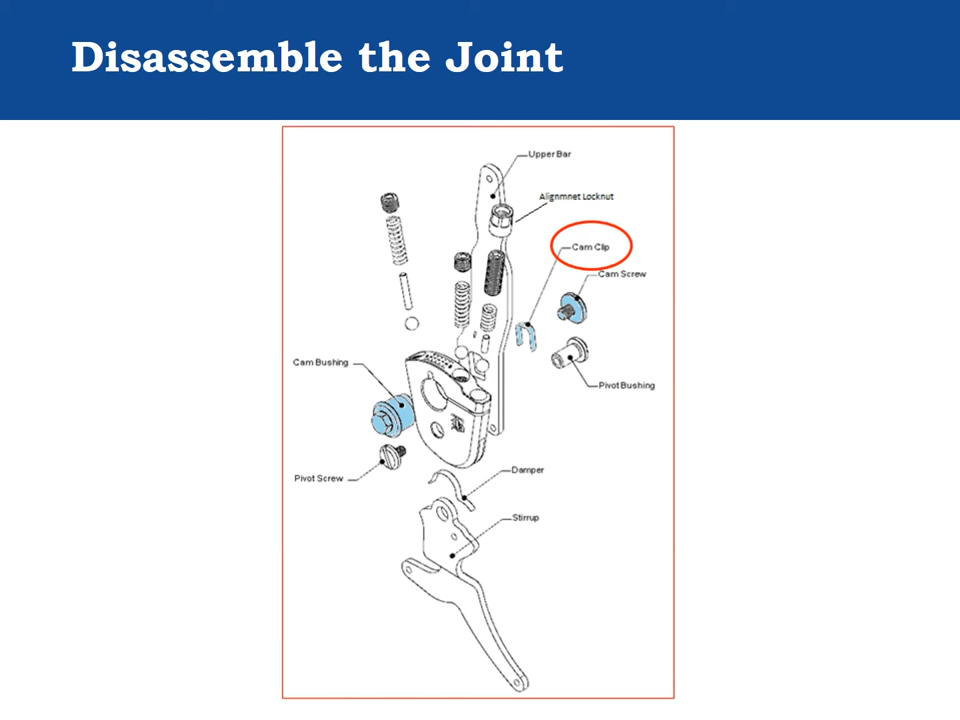 Disassemble the Joint
Upper Bar
Alignmnet Locknut
Cam Clip
Cam Screw
Cam Bushing
Pivot Bushing
Pivot Screw
Damper
Stirrup